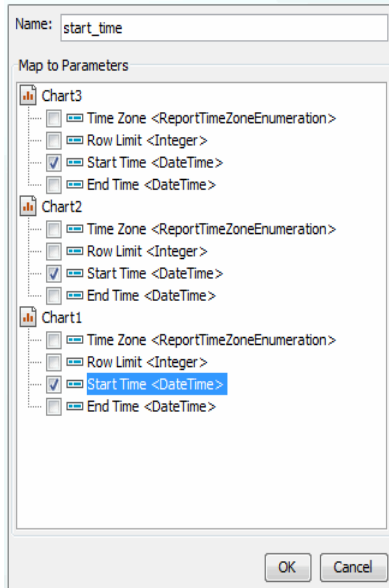 Name: start_time
Map to Parameters
Chart3
Time Zone <ReportTimeZoneEnumeration>
Row Limit <Integer>
Start Time <DateTime>
End Time <DateTime>
Chart2
Time Zone <ReportTimeZoneEnumeration>
Row Limit <Integer>
Start Time <DateTime>
End Time <DateTime>
Chart1
Time Zone <ReportTimeZoneEnumeration>
Row Limit <Integer>
Start Time <DateTime>
End Time <DateTime>
OK Cancel